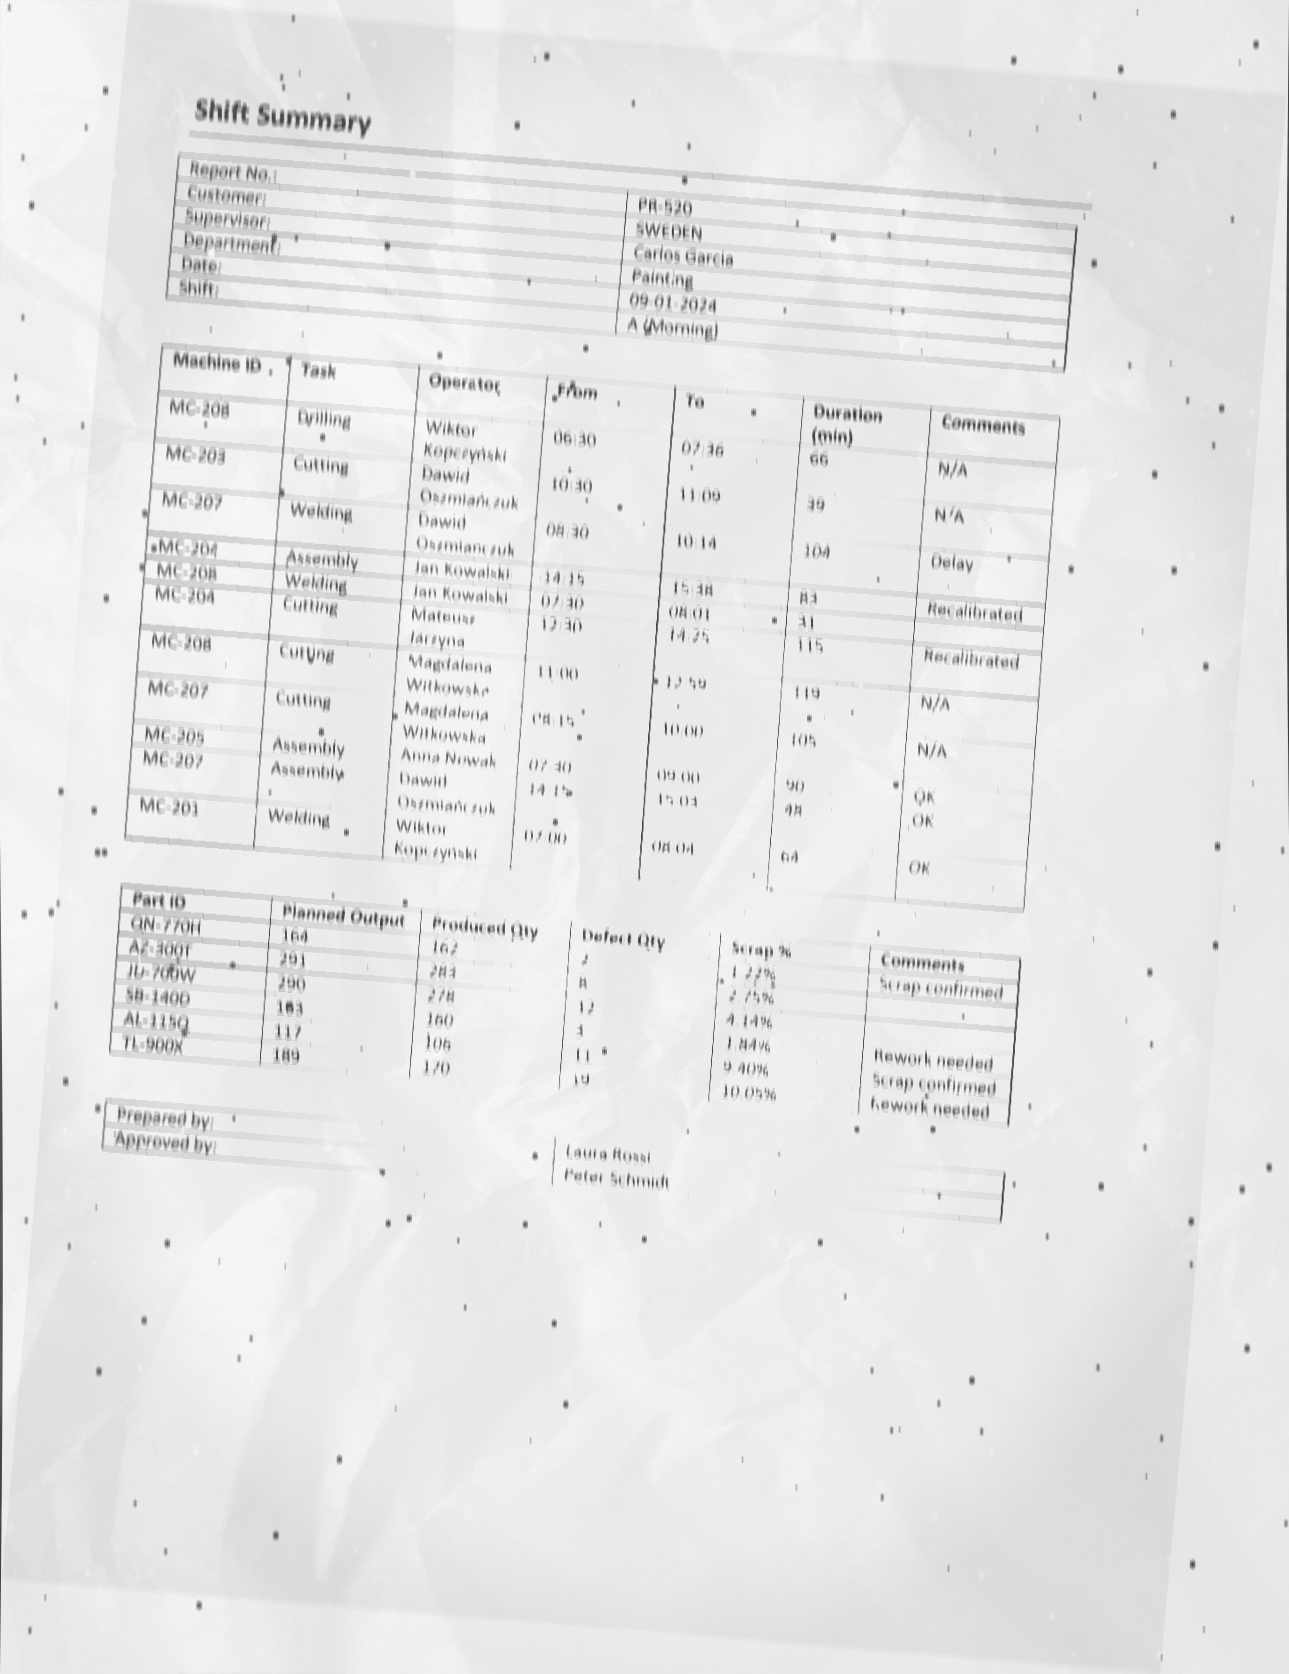 Shift Summary
Report No.: PR-520
Customer: SWEDEN
Supervisor: Carlos Garcia
Department: Painting
Date: 09-01-2024
Shift: A (Morning)
Machine ID Task Operator From To Duration (min) Comments
MC-208 Drilling Wiktor Kopczyński 06:30 07:36 66 N/A
MC-203 Cutting Dawid Oszmiańczuk 10:30 11:09 39 N/A
MC-207 Welding Dawid Oszmiańczuk 08:30 10:14 104 Delay
MC-204 Assembly Jan Kowalski 14:15 15:38 83 Recalibrated
MC-208 Welding Jan Kowalski 07:30 08:01 31
MC-204 Cutting Mateusz Jarzyna 12:30 14:25 115 Recalibrated
MC-208 Cutting Magdalena Witkowska 11:00 12:59 119 N/A
MC-207 Cutting Magdalena Witkowska 08:15 10:00 105 N/A
MC-205 Assembly Anna Nowak 07:30 09:00 90 OK
MC-207 Assembly Dawid Oszmiańczuk 14:15 15:03 48 OK
MC-201 Welding Wiktor Kopczyński 07:00 08:04 64 OK
Part ID Planned Output Produced Qty Defect Qty Scrap % Comments
QN-770H 164 162 2 1.22% Scrap confirmed
AZ-300T 291 283 8 2.75%
JU-700W 290 278 12 4.14%
SB-140D 163 160 3 1.84% Rework needed
AL-115Q 117 106 11 9.40% Scrap confirmed
TL-900X 189 170 19 10.05% Rework needed
Prepared by: Laura Rossi
Approved by: Peter Schmidt